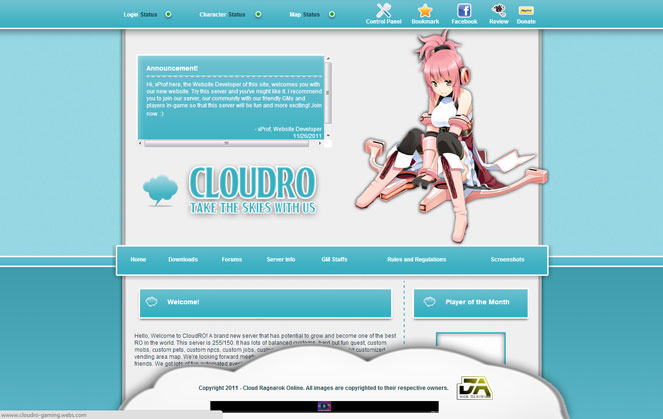 Login Status
Character Status
Map Status
Control Panel
Bookmark
Facebook
Review
Donate
Announcement!
Hi, xProf here, the Website Developer of this site, welcomes you with
our new website. Try this server and you've might like it. I recommend
you to join our server, our community with our friendly GMs and
players in-game so that this server will be fun and more exciting! Join
now. :)
- xProf, Website Developer
11/26/2011
CLOUDRO
TAKE THE SKIES WITH US
Home
Downloads
Forums
Server Info
GM Staffs
Rules and Regulations
Screenshots
Welcome!
Player of the Month
Hello, Welcome to CloudRO! A brand new server that has potential to grow and become one of the best
RO in the world. This server is 255/150. It has lots of balanced customs, hard but fun quest, custom
mobs, custom pets, custom npcs, custom jobs, customized
vending area map. We're looking forward
friends. We got lots of fun automated
Copyright 2011 - Cloud Ragnarok Online. All images are copyrighted to their respective owners.
WEB DESIGN
www.cloudro-gaming.webs.com